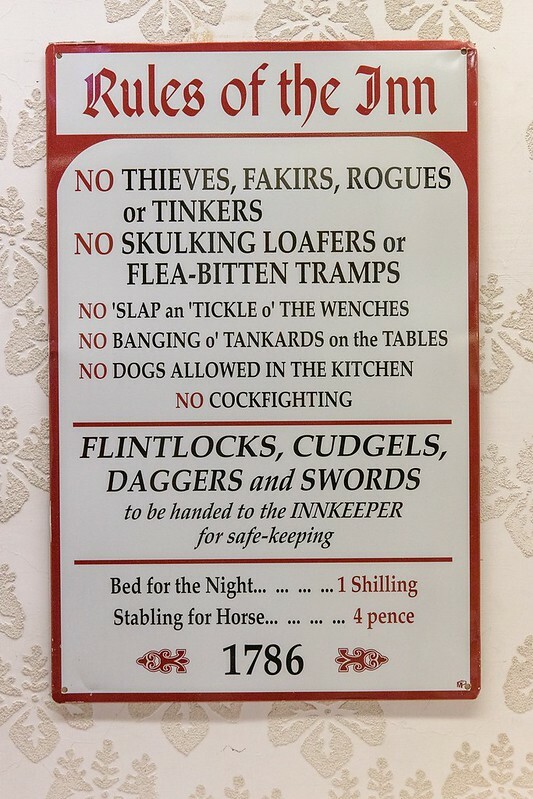 Rules of the Inn
NO THIEVES, FAKIRS, ROGUES
or TINKERS
NO SKULKING LOAFERS or
FLEA-BITTEN TRAMPS
NO 'SLAP an 'TICKLE o' THE WENCHES
NO BANGING o' TANKARDS on the TABLES
NO DOGS ALLOWED IN THE KITCHEN
NO COCKFIGHTING
FLINTLOCKS, CUDGELS,
DAGGERS and SWORDS
to be handed to the INNKEEPER
for safe-keeping
Bed for the Night... ... ... ... 1 Shilling
Stabling for Horse... ... ... ... 4 pence
1786